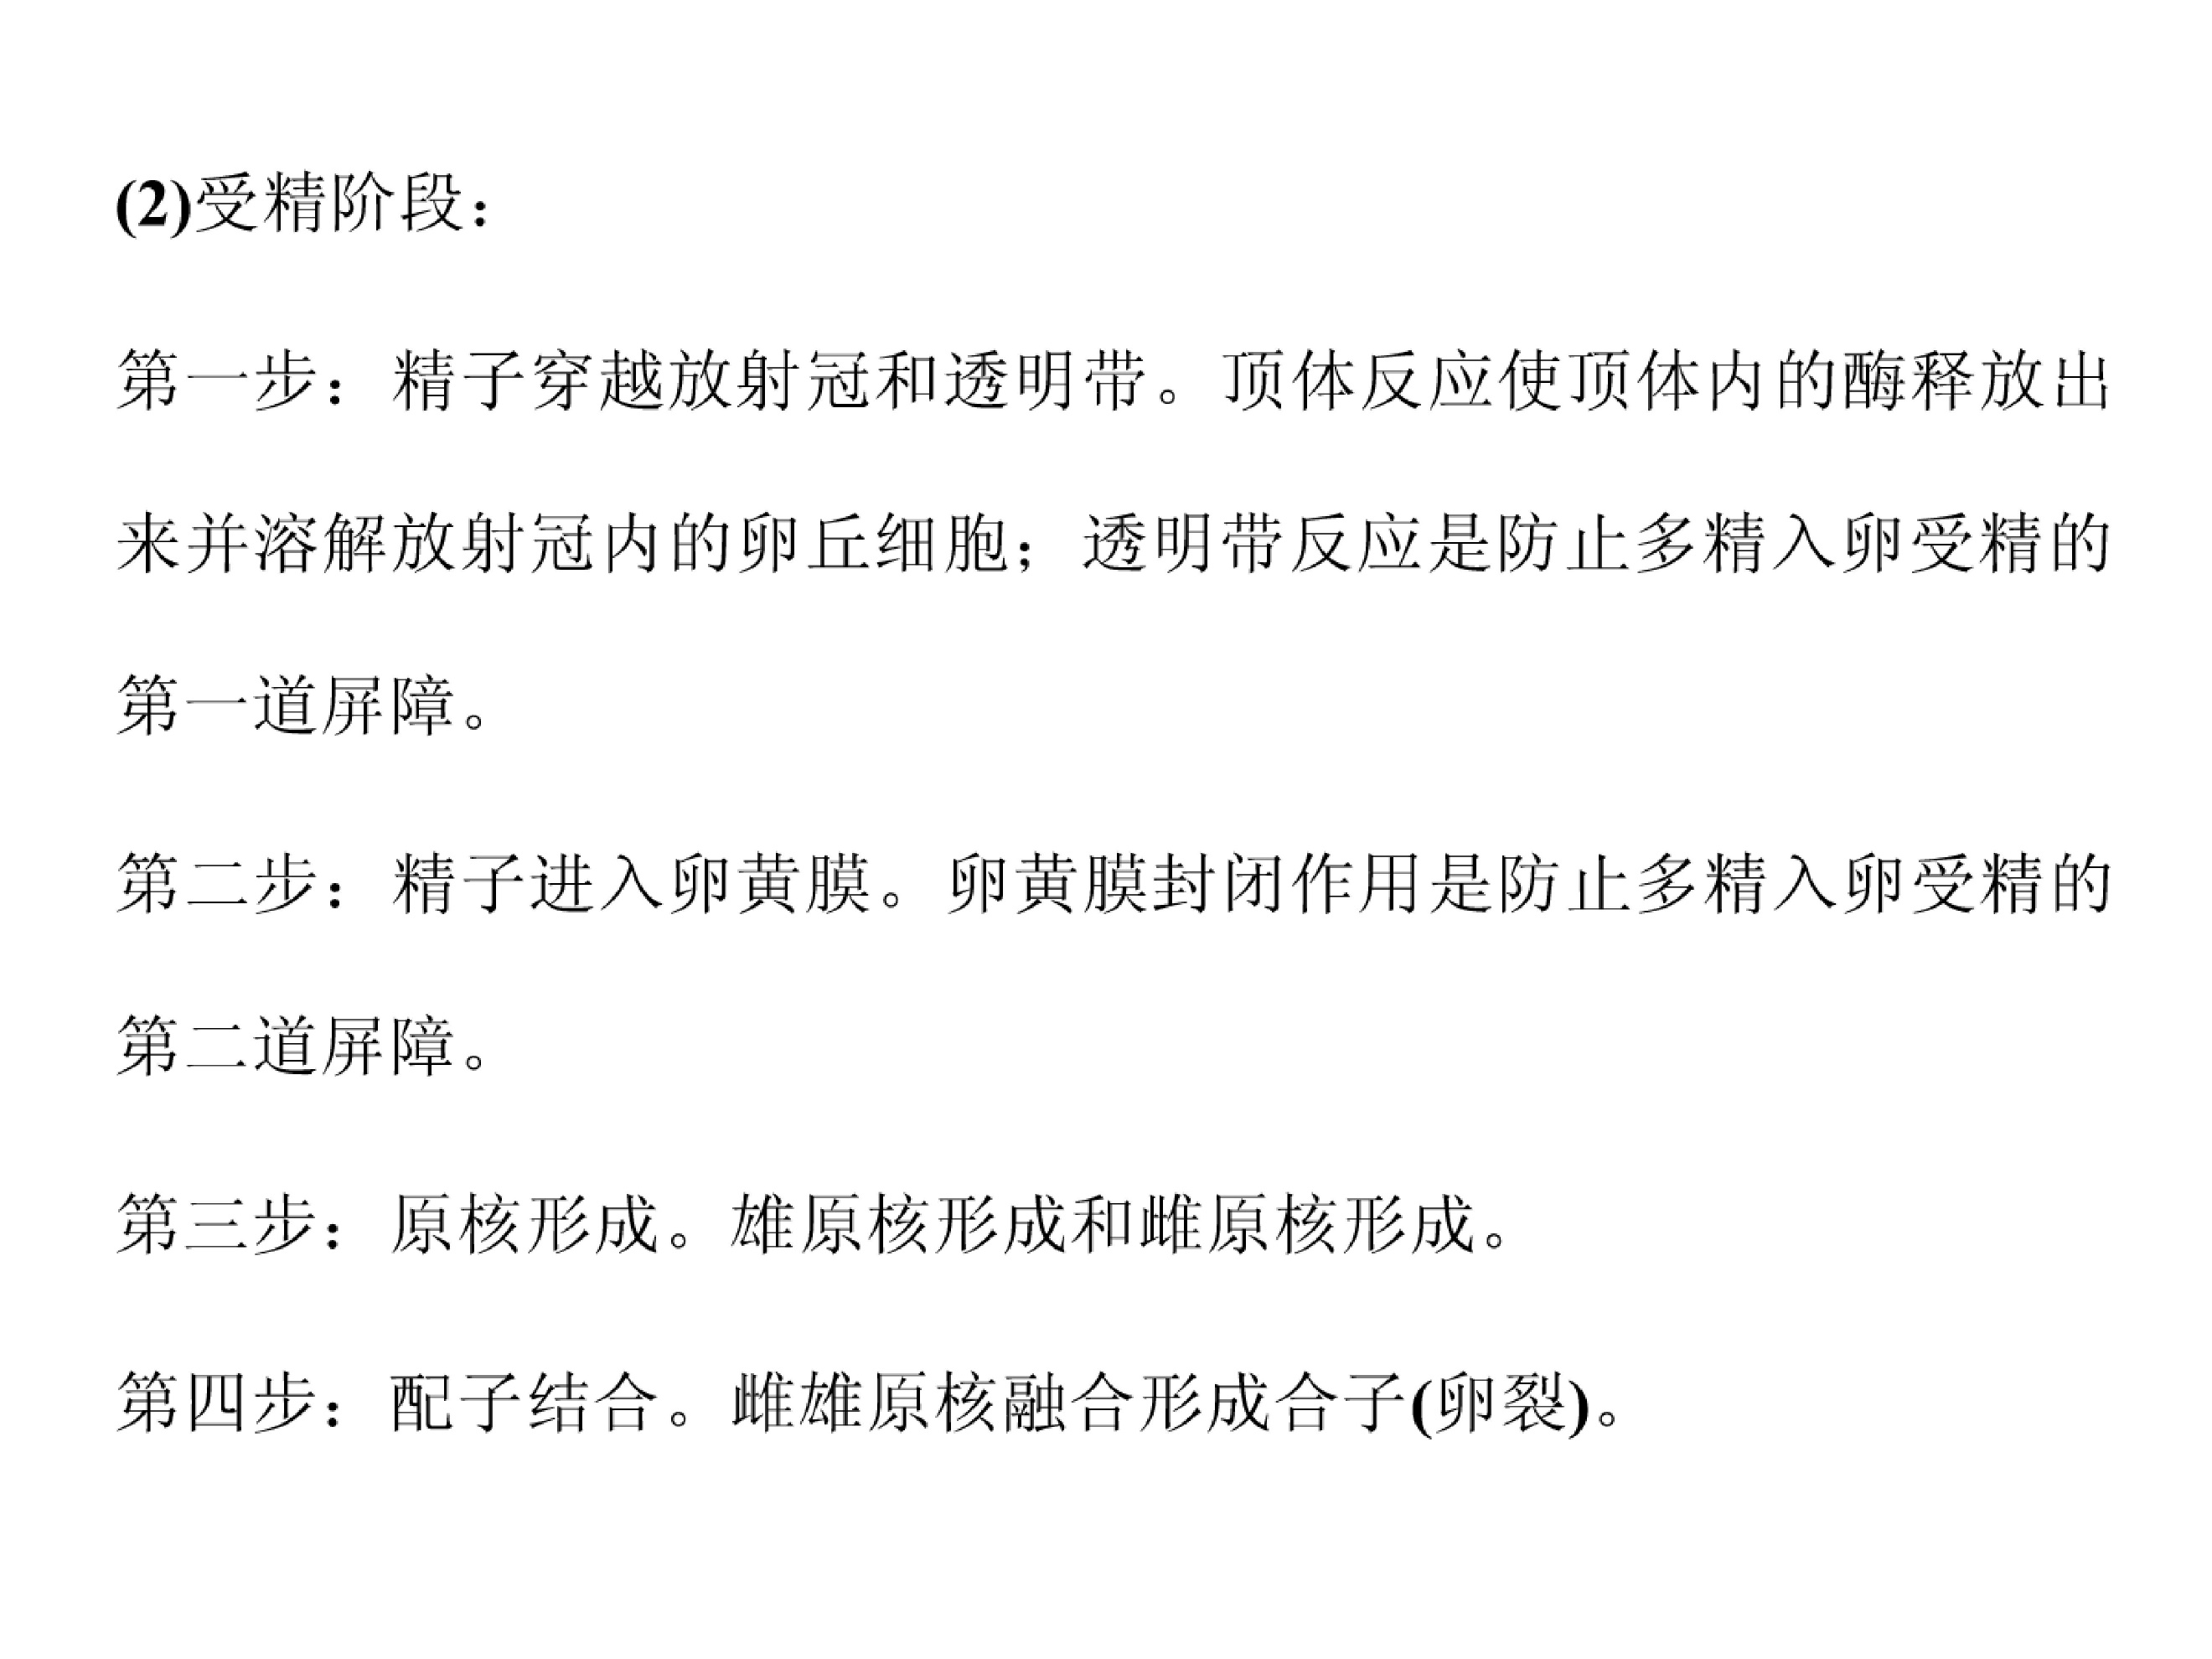 (2)受精阶段：
第一步：精子穿越放射冠和透明带。顶体反应使顶体内的酶释放出
来并溶解放射冠内的卵丘细胞；透明带反应是防止多精入卵受精的
第一道屏障。
第二步：精子进入卵黄膜。卵黄膜封闭作用是防止多精入卵受精的
第二道屏障。
第三步：原核形成。雄原核形成和雌原核形成。
第四步：配子结合。雌雄原核融合形成合子(卵裂)。